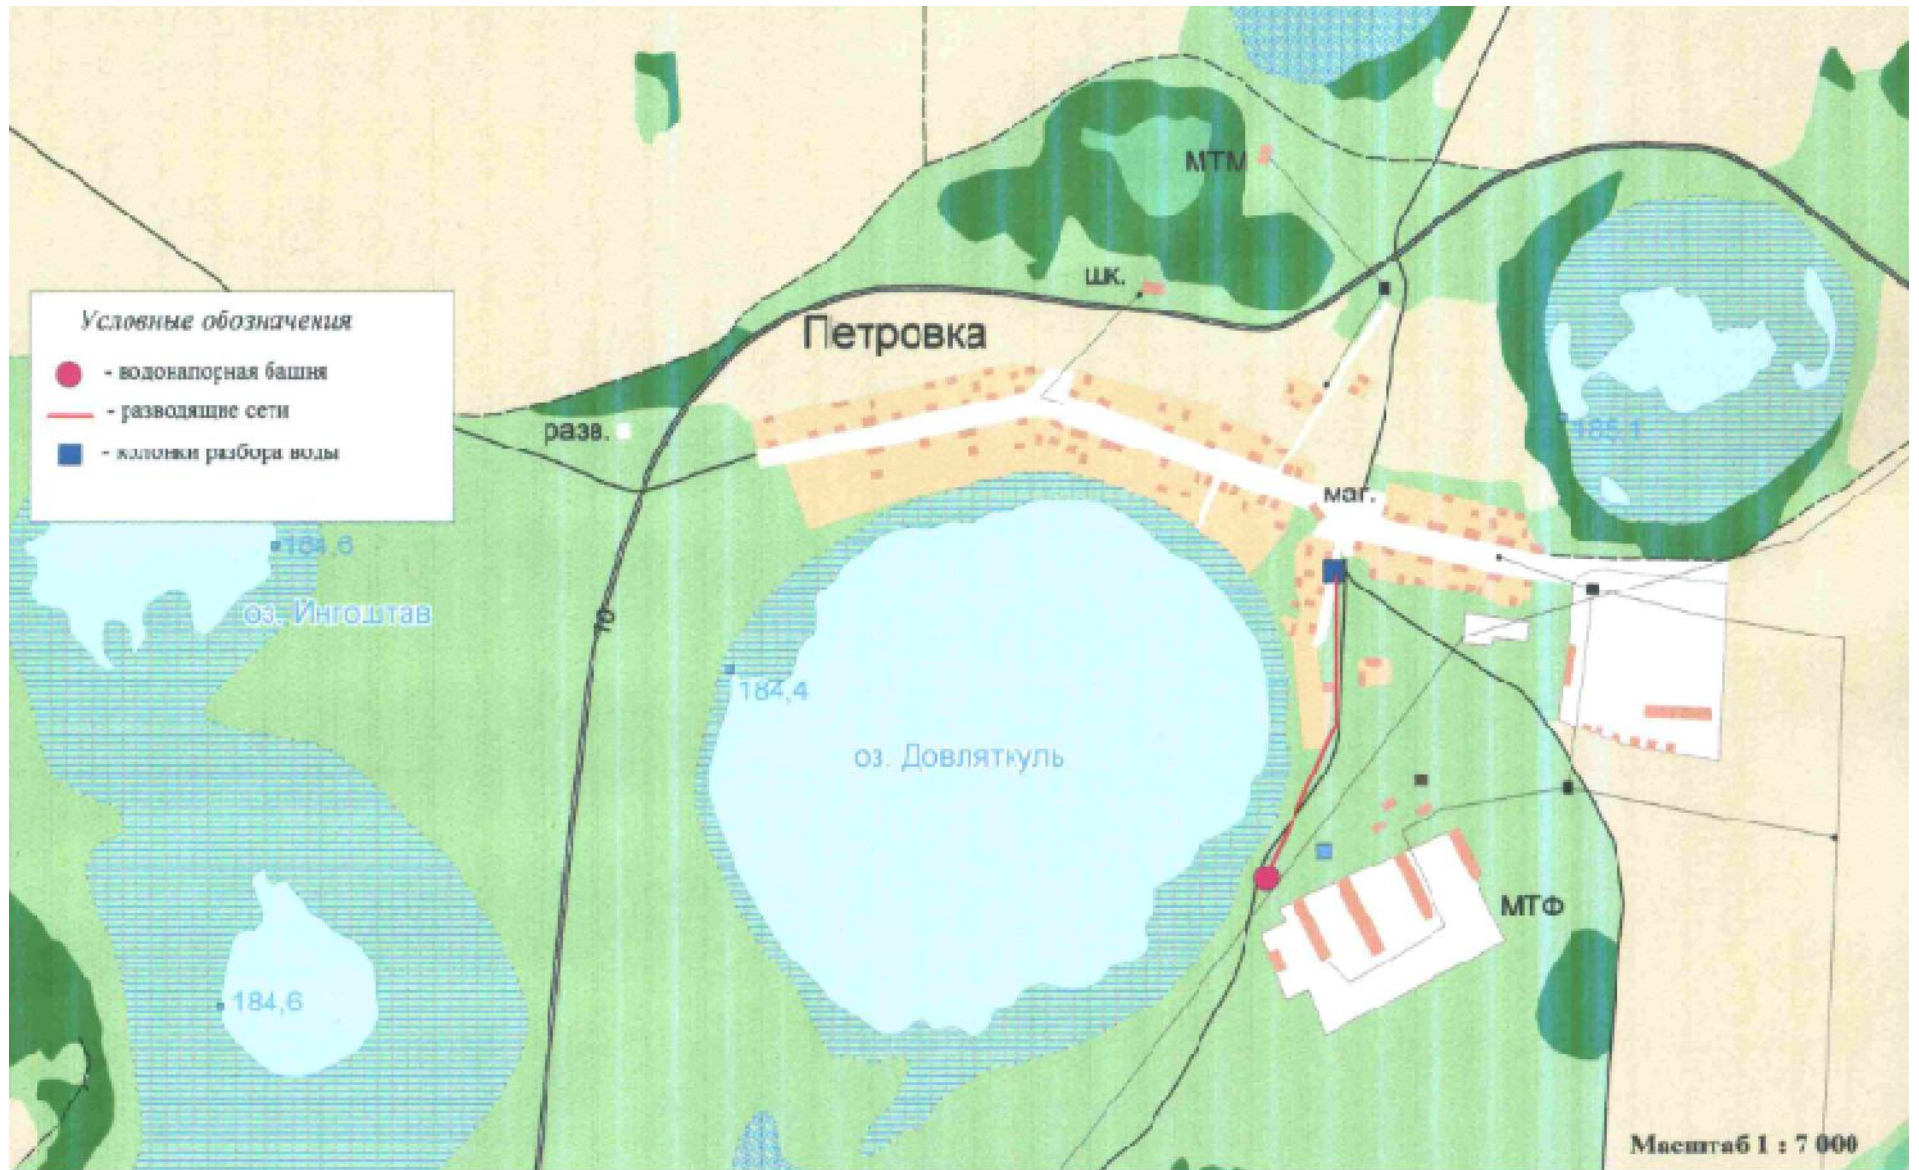 МТМ
шк.
Петровка
Условные обозначения
- водонапорная башня
- разводящие сети
- колонки разбора воды
разв.
185,1
маг.
184,6
оз. Ингоштав
10
184,4
оз. Довляткуль
МТФ
184,6
Масштаб 1 : 7 000